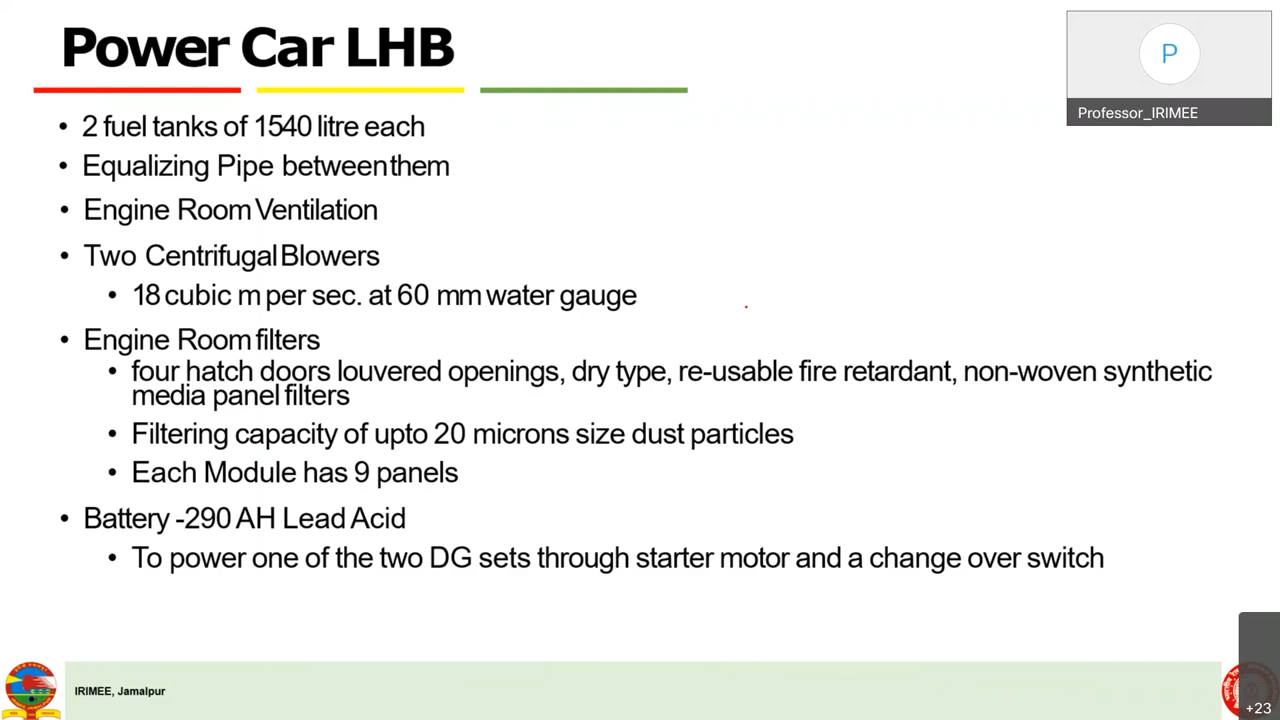 Power Car LHB
P
Professor_IRIMEE
• 2 fuel tanks of 1540 litre each
• Equalizing Pipe between them
• Engine Room Ventilation
• Two Centrifugal Blowers
• 18 cubic m per sec. at 60 mm water gauge
• Engine Room filters
• four hatch doors louvered openings, dry type, re-usable fire retardant, non-woven synthetic
media panel filters
• Filtering capacity of upto 20 microns size dust particles
• Each Module has 9 panels
• Battery -290 AH Lead Acid
• To power one of the two DG sets through starter motor and a change over switch
IRIMEE, Jamalpur
+23